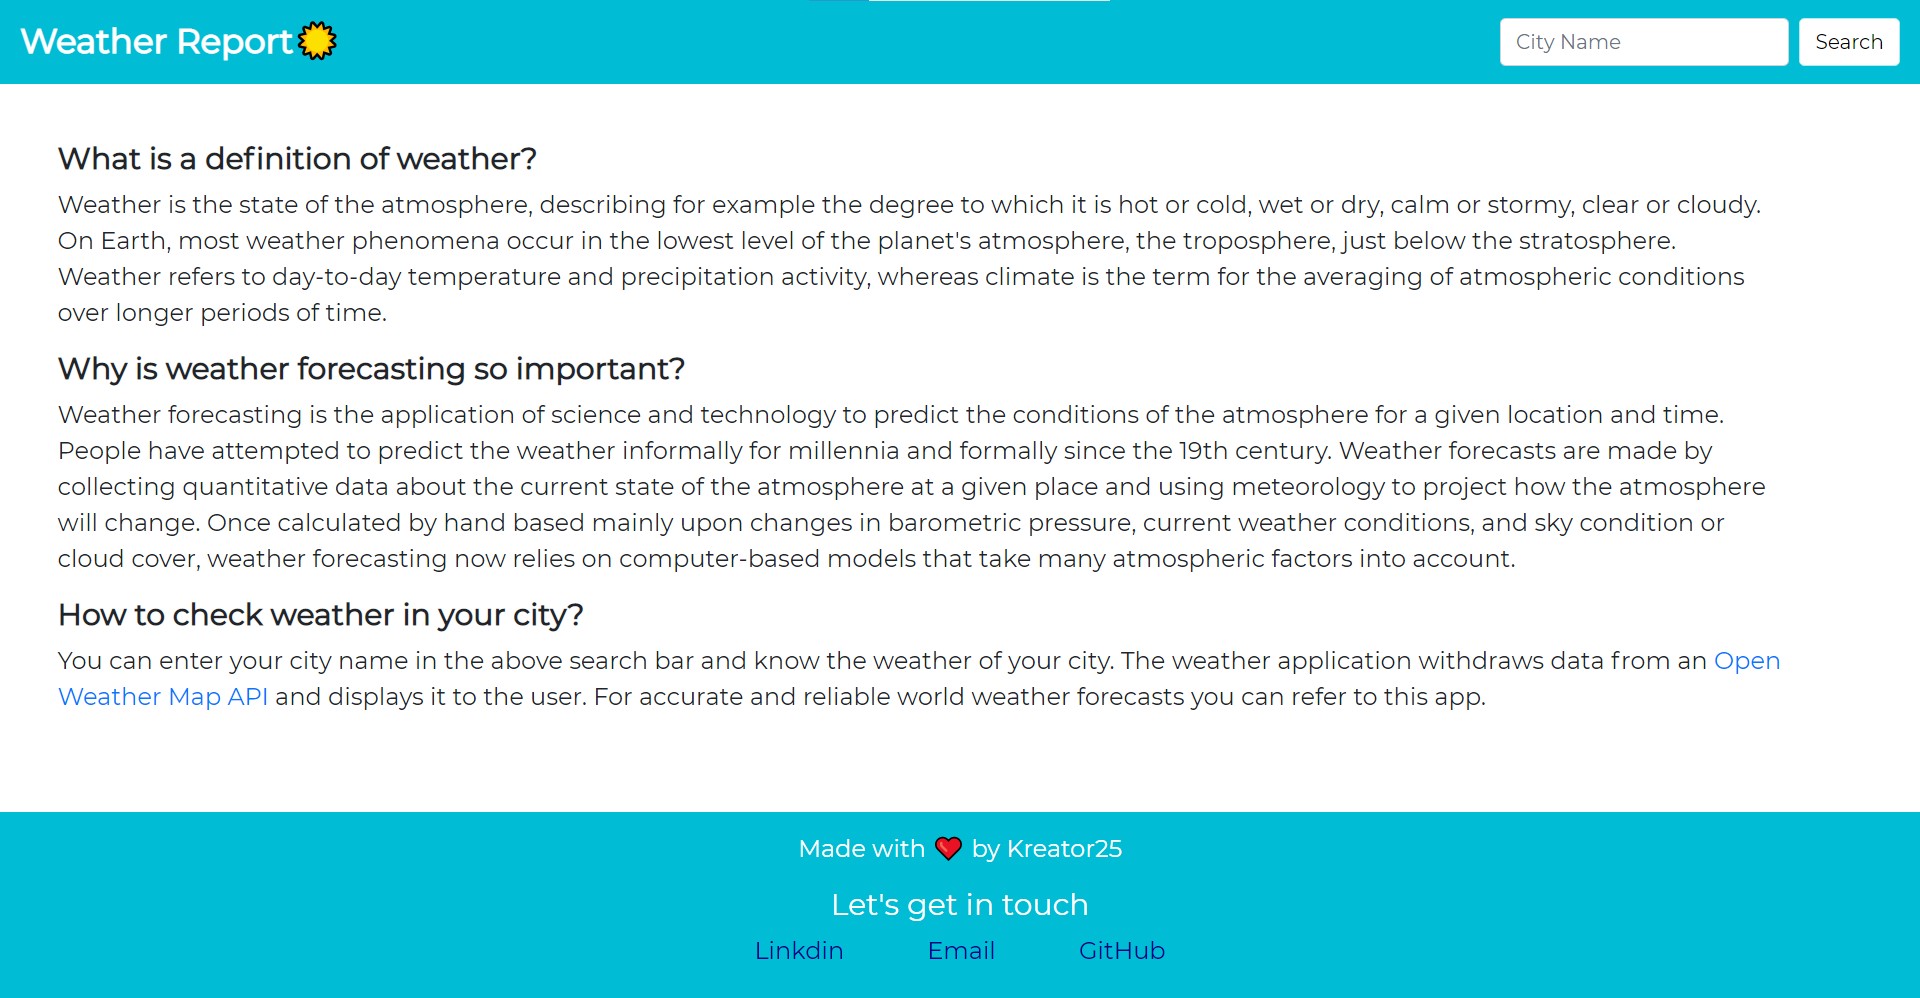 Weather Report
City Name
Search
What is a definition of weather?
Weather is the state of the atmosphere, describing for example the degree to which it is hot or cold, wet or dry, calm or stormy, clear or cloudy.
On Earth, most weather phenomena occur in the lowest level of the planet's atmosphere, the troposphere, just below the stratosphere.
Weather refers to day-to-day temperature and precipitation activity, whereas climate is the term for the averaging of atmospheric conditions
over longer periods of time.
Why is weather forecasting so important?
Weather forecasting is the application of science and technology to predict the conditions of the atmosphere for a given location and time.
People have attempted to predict the weather informally for millennia and formally since the 19th century. Weather forecasts are made by
collecting quantitative data about the current state of the atmosphere at a given place and using meteorology to project how the atmosphere
will change. Once calculated by hand based mainly upon changes in barometric pressure, current weather conditions, and sky condition or
cloud cover, weather forecasting now relies on computer-based models that take many atmospheric factors into account.
How to check weather in your city?
You can enter your city name in the above search bar and know the weather of your city. The weather application withdraws data from an Open
Weather Map API and displays it to the user. For accurate and reliable world weather forecasts you can refer to this app.
Made with ❤ by Kreator25
Let's get in touch
Linkdin Email GitHub